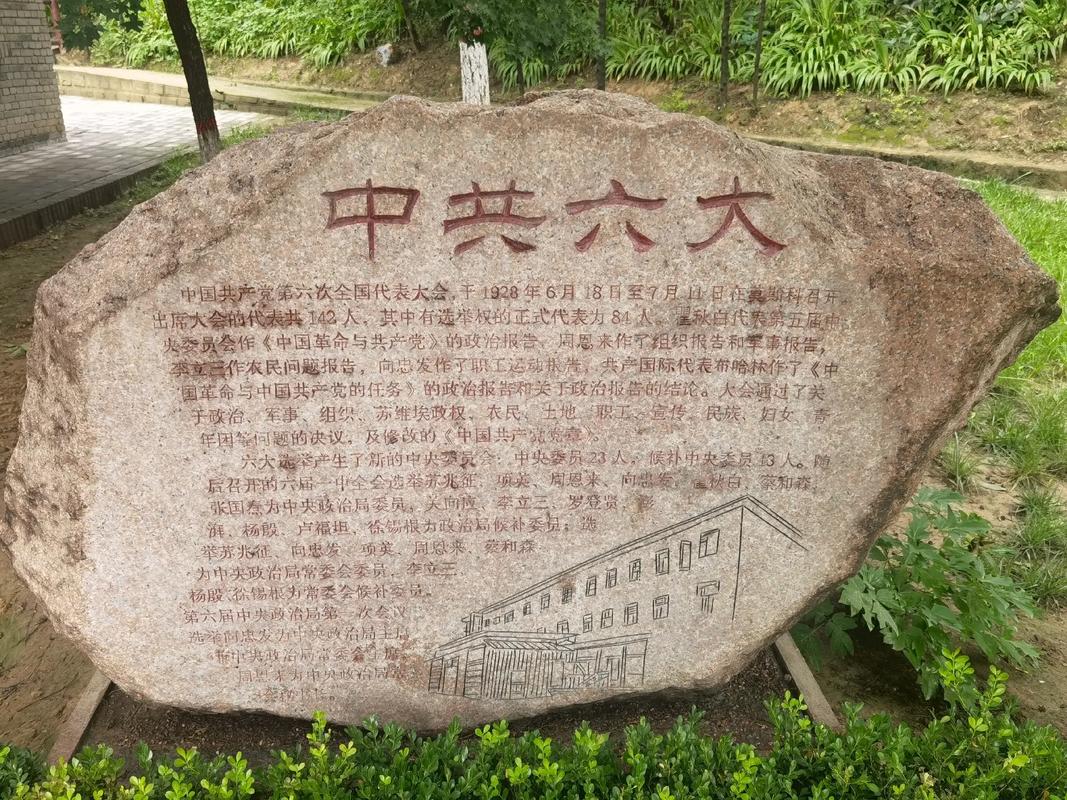 中共六大
中国共产党第六次全国代表大会，于1928年6月18日至7月11日在莫斯科召开
出席大会的代表共142人，其中有选举权的正式代表为84人。瞿秋白代表第五届中
央委员会作《中国革命与共产党》的政治报告，周恩来作了组织报告和军事报告，
李立三作农民问题报告，向忠发作了职工运动报告，共产国际代表布哈林作了《中
国革命与中国共产党的任务》的政治报告和关于政治报告的结论。大会通过了关
于政治、军事、组织、苏维埃政权、农民、土地、职工、宣传、民族、妇女、青
年团等问题的决议，及修改的《中国共产党党章》。
六大选举产生了新的中央委员会，中央委员23人，候补中央委员13人。随
后召开的六届一中全会选举苏兆征、项英、周恩来、向忠发、瞿秋白、蔡和森、
张国焘为中央政治局委员，关向应、李立三、罗登贤、彭
湃、杨殷、卢福坦、徐锡根为政治局候补委员；选
举苏兆征、向忠发、项英、周恩来、蔡和森
为中央政治局常委会委员，李立三、
杨殷、徐锡根为常委会候补委员。
第六届中央政治局第一次会议
选举向忠发为中央政治局主席
中央政治局常委会主席，
周恩来为中央政治局常